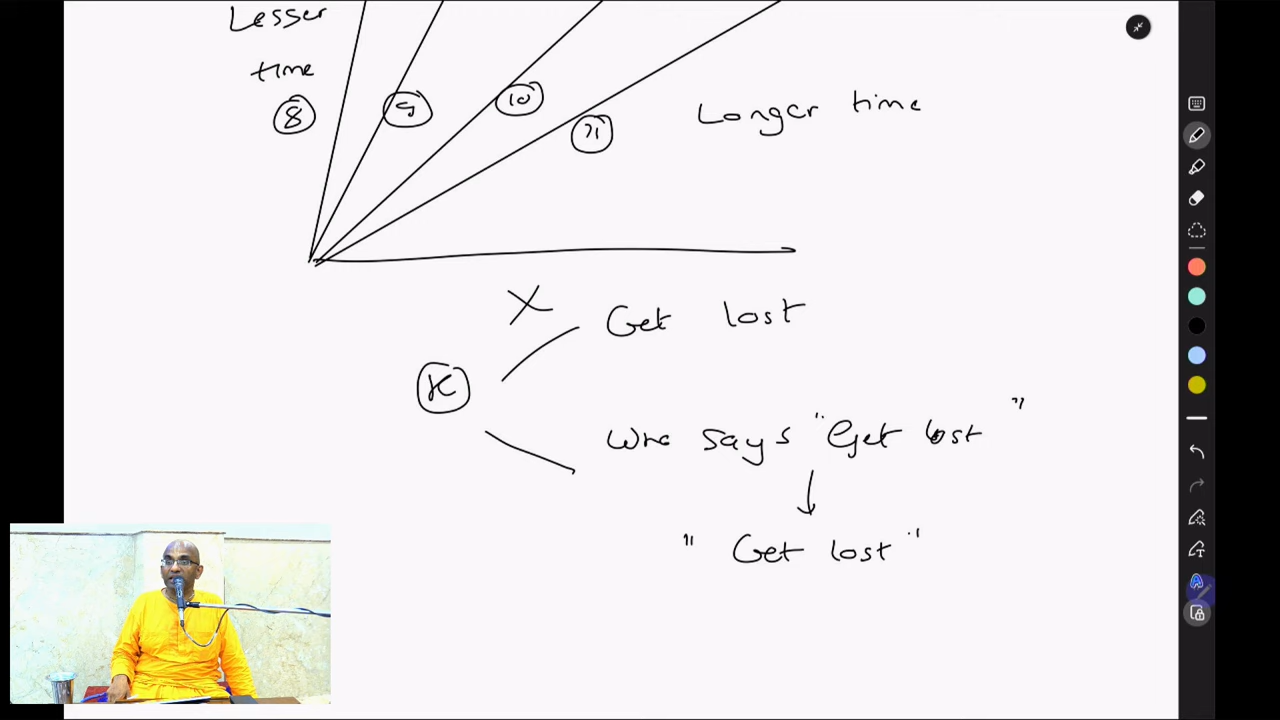 Lesser
time
8
9
10
11
Longer time
X
Get lost
K
Who says "Get lost"
"Get lost"